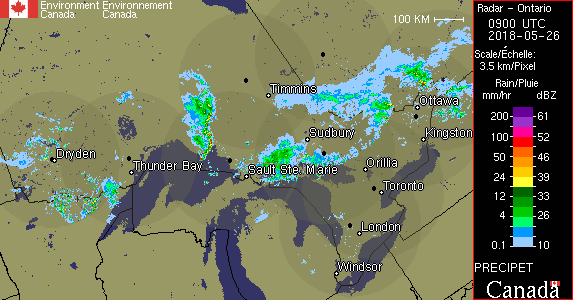 Environment Environnement
Canada Canada
100 KM
Timmins
Ottawa
Sudbury
Kingston
Dryden
Thunder Bay
Sault Ste. Marie
Orillia
Toronto
London
Windsor
Radar - Ontario
0900 UTC
2018-05-26
Scale/Échelle:
3.5 km/Pixel
Rain/Pluie
mm/hr dBZ
200 61
100 56
50 52
50 46
24 39
12 33
4 26
0.1 10
PRECIPET
Canada